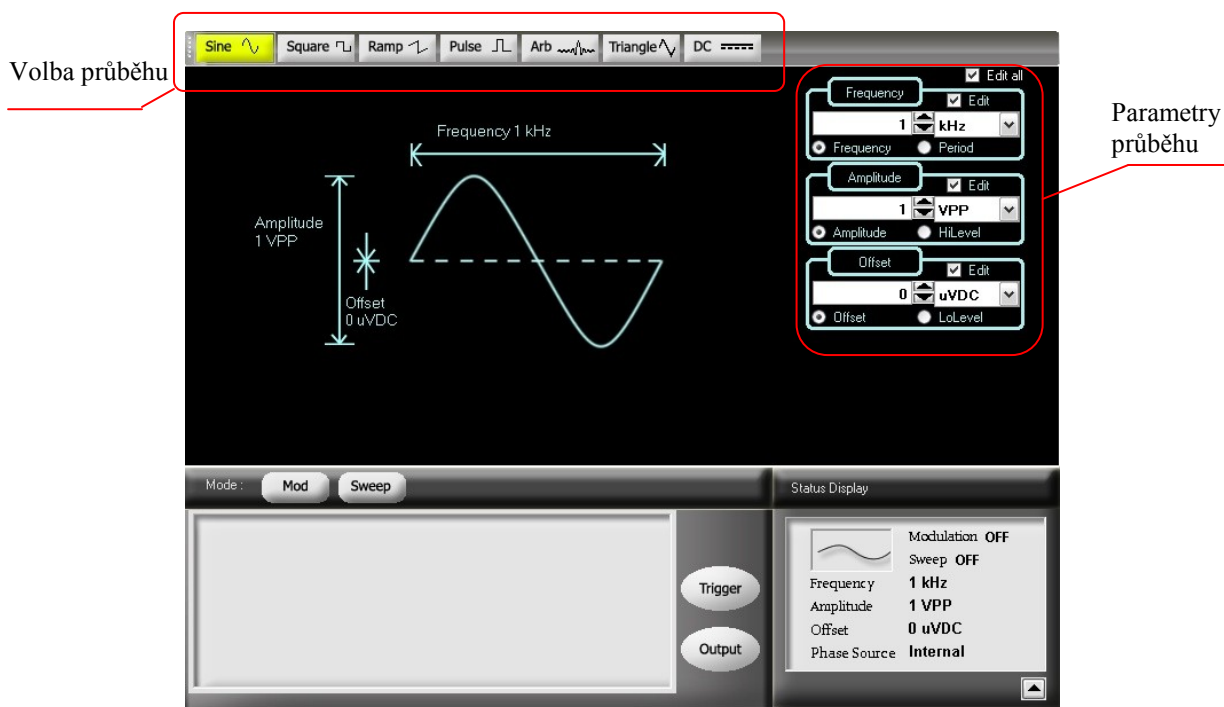 Sine Square Ramp Pulse Arb Triangle DC
Volba průběhu
Edit all
Frequency
Edit
1 kHz
Frequency Period
Amplitude
Edit
1 VPP
Amplitude HiLevel
Offset
Edit
0 uVDC
Offset LoLevel
Parametry
průběhu
Frequency 1 kHz
Amplitude
1 VPP
Offset
0 uVDC
Mode : Mod Sweep
Trigger
Output
Status Display
Modulation OFF
Sweep OFF
Frequency 1 kHz
Amplitude 1 VPP
Offset 0 uVDC
Phase Source Internal